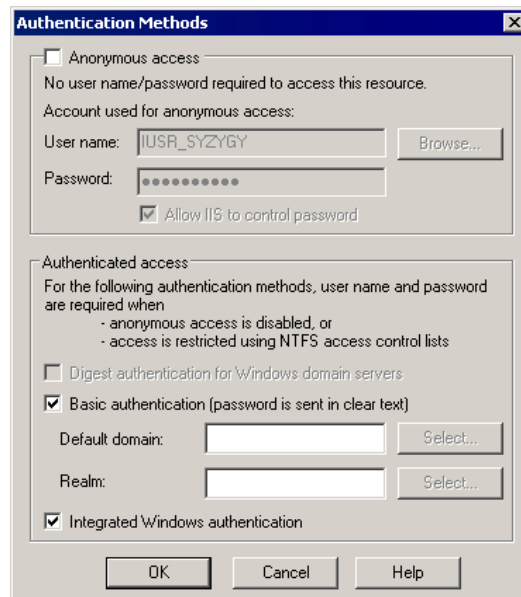 Authentication Methods
Anonymous access
No user name/password required to access this resource.
Account used for anonymous access:
User name: IUSR_SYZYGY Browse...
Password: ●●●●●●●●●●
Allow IIS to control password
Authenticated access
For the following authentication methods, user name and password
are required when
- anonymous access is disabled, or
- access is restricted using NTFS access control lists
Digest authentication for Windows domain servers
Basic authentication (password is sent in clear text)
Default domain: Select...
Realm: Select...
Integrated Windows authentication
OK Cancel Help